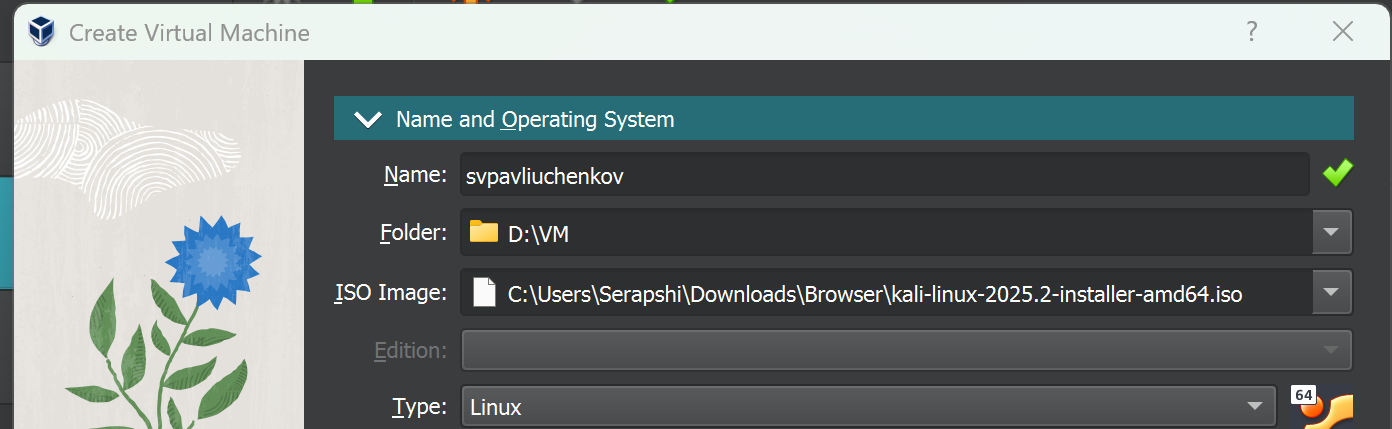 Create Virtual Machine ?
Name and Operating System
Name: svpavliuchenkov
Folder: D:\VM
ISO Image: C:\Users\Serapshi\Downloads\Browser\kali-linux-2025.2-installer-amd64.iso
Edition:
Type: Linux 64